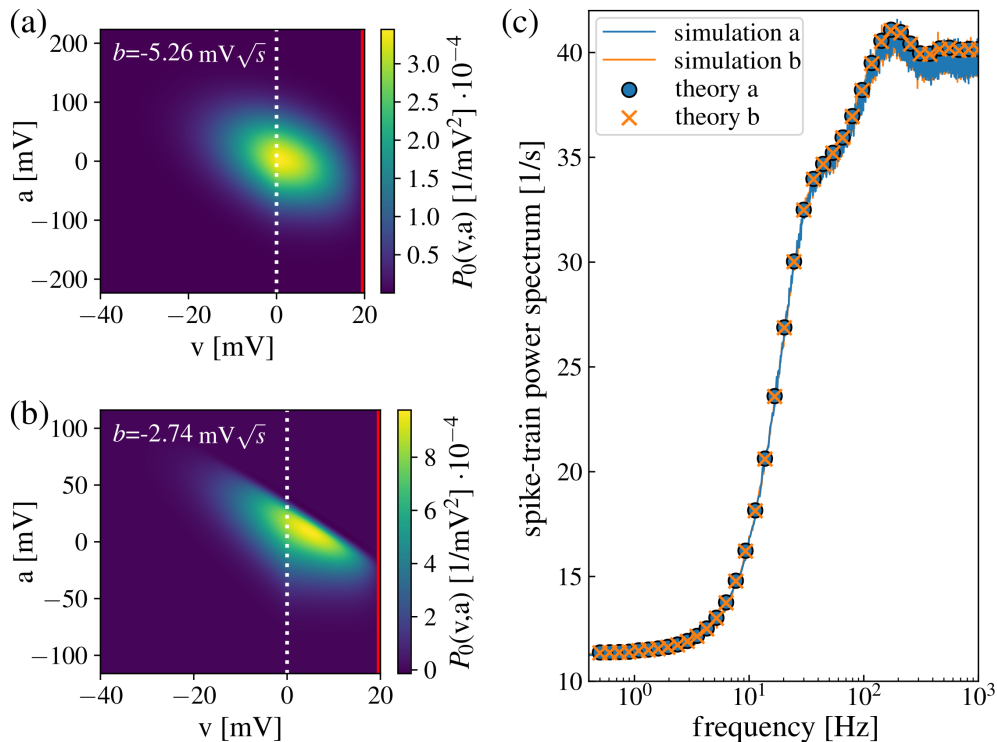 (a)
b=-5.26 mV√s
200
100
0
−100
−200
a [mV]
−40
−20
0
20
v [mV]
3.0
2.5
2.0
1.5
1.0
0.5
P₀(v,a) [1/mV²] ·10⁻⁴
(b)
b=-2.74 mV√s
100
50
0
−50
−100
a [mV]
−40
−20
0
20
v [mV]
8
6
4
2
0
P₀(v,a) [1/mV²] ·10⁻⁴
(c)
simulation a
simulation b
theory a
theory b
40
35
30
25
20
15
10
spike-train power spectrum [1/s]
10⁰
10¹
10²
10³
frequency [Hz]